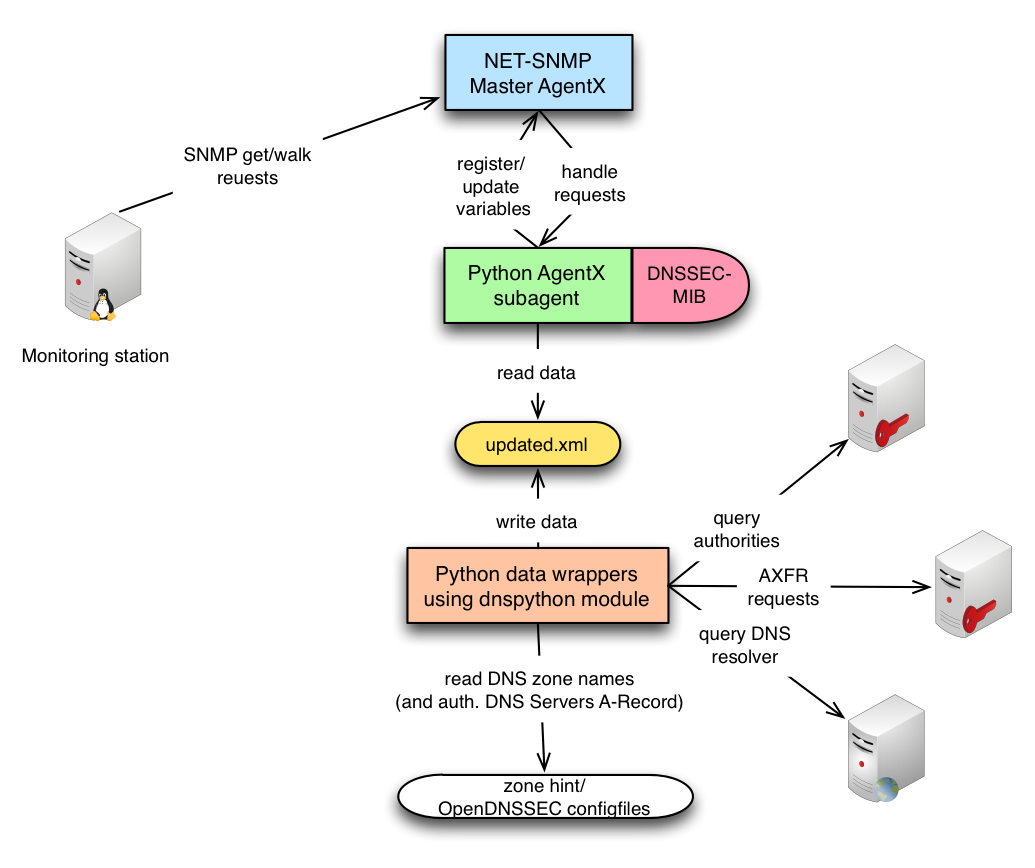 NET-SNMP
Master AgentX
SNMP get/walk
reuests
register/
update
variables
handle
requests
Monitoring station
Python AgentX
subagent
DNSSEC-
MIB
read data
updated.xml
write data
Python data wrappers
using dnspython module
query
authorities
AXFR
requests
query DNS
resolver
read DNS zone names
(and auth. DNS Servers A-Record)
zone hint/
OpenDNSSEC configfiles